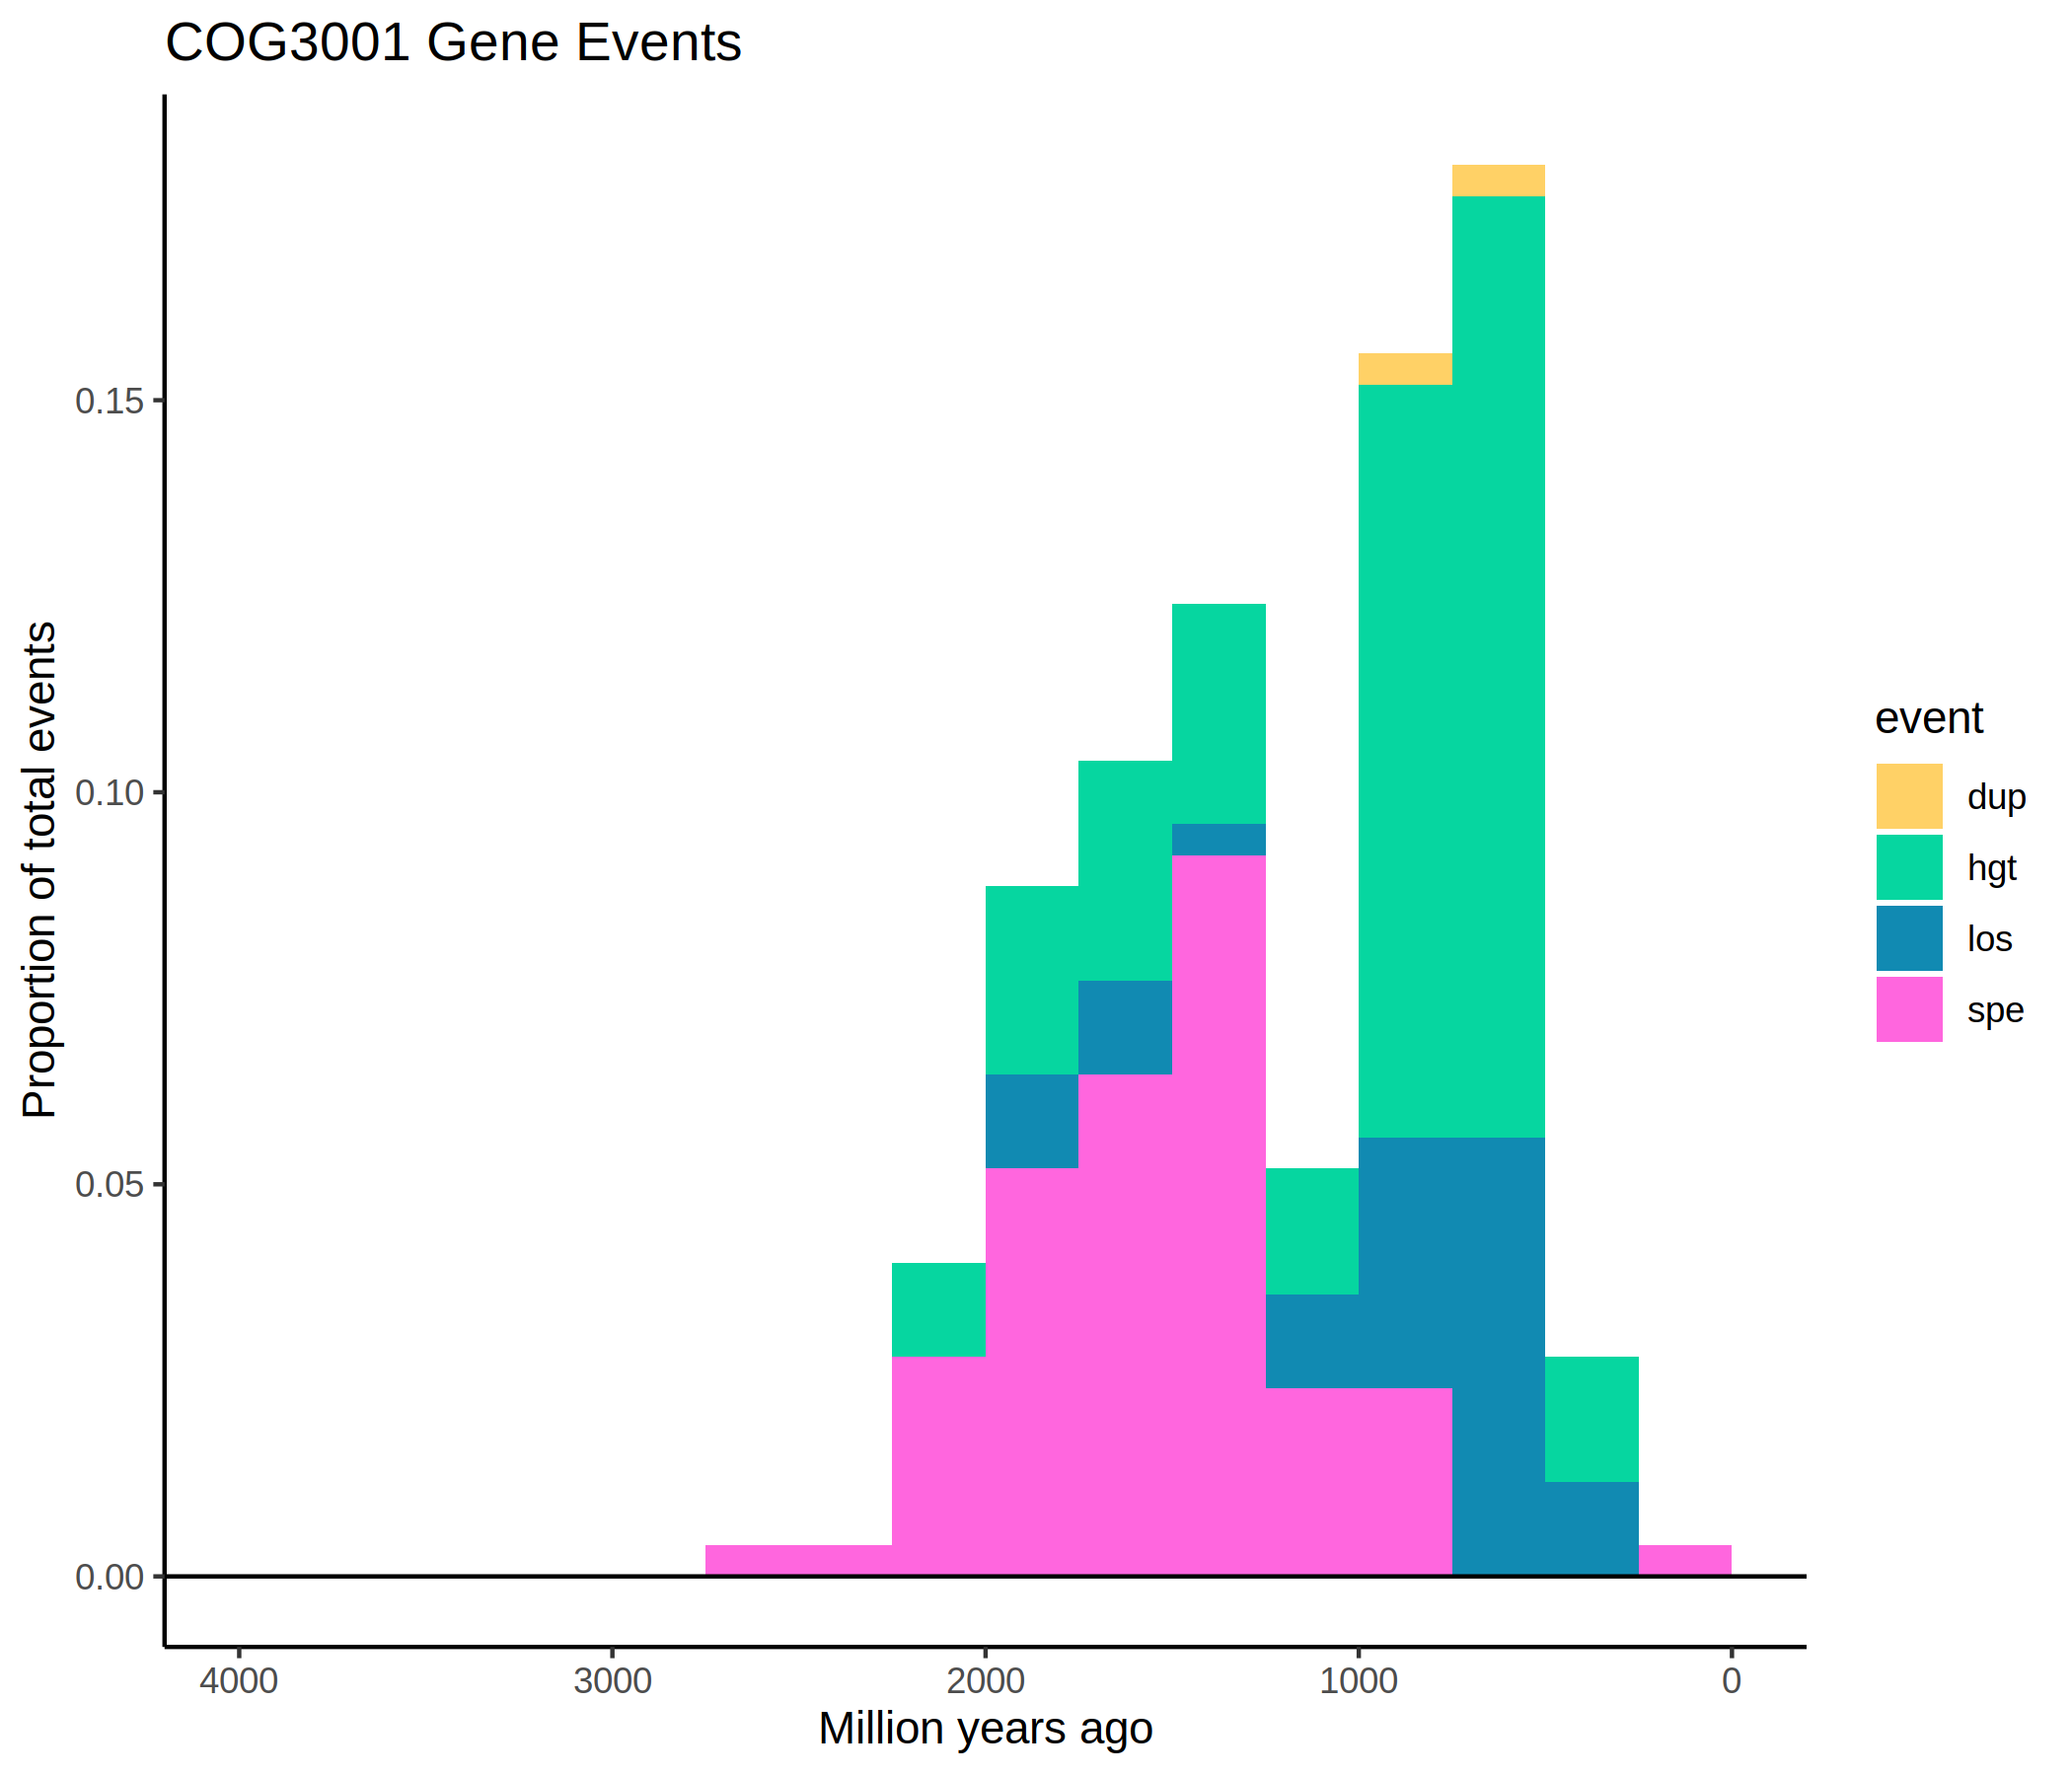 COG3001 Gene Events
Proportion of total events
0.15
0.10
0.05
0.00
4000 3000 2000 1000 0
Million years ago
event
dup
hgt
los
spe